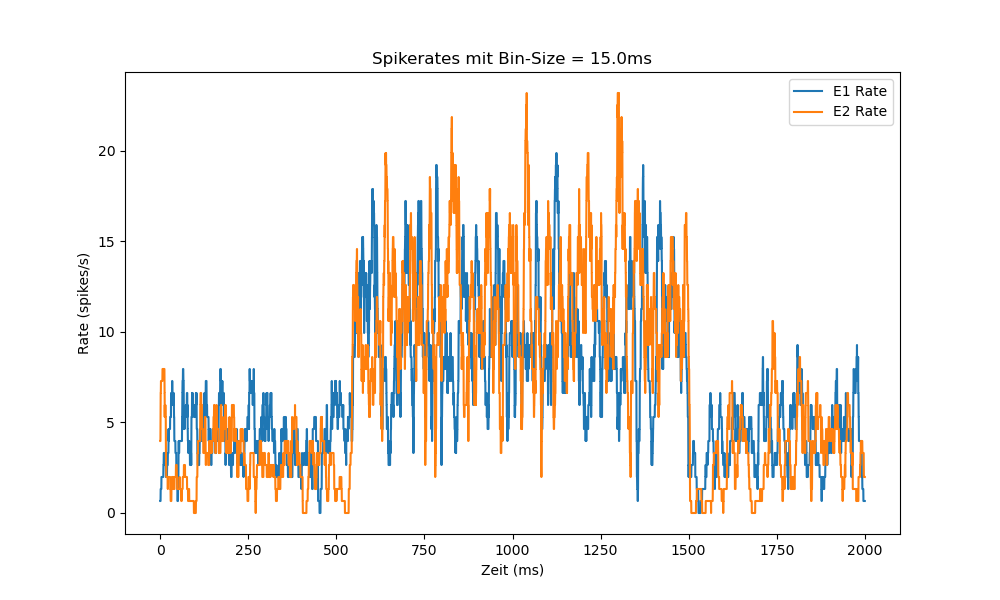 Spikerates mit Bin-Size = 15.0ms
E1 Rate
E2 Rate
Rate (spikes/s)
20
15
10
5
0
0 250 500 750 1000 1250 1500 1750 2000
Zeit (ms)